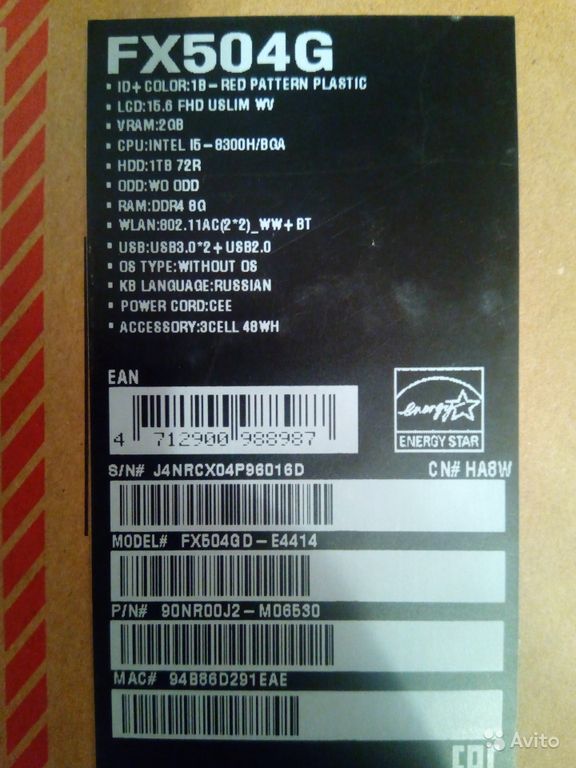 FX504G
• ID+ COLOR:1B-RED PATTERN PLASTIC
• LCD:15.6 FHD USLIM WV
• VRAM:2GB
• CPU:INTEL I5-8300H/BGA
• HDD:1TB 72R
• ODD:WO ODD
• RAM:DDR4 8G
• WLAN:802.11AC(2*2)_WW+BT
• USB:USB3.0*2+USB2.0
• OS TYPE:WITHOUT OS
• KB LANGUAGE:RUSSIAN
• POWER CORD:CEE
• ACCESSORY:3CELL 48WH
EAN
4 712900 988987
energy
ENERGY STAR
S/N# J4NRCX04P96016D CN# HA8W
MODEL# FX504GD-E4414
P/N# 90NR00J2-M06530
MAC# 94B86D291EAE
Avito